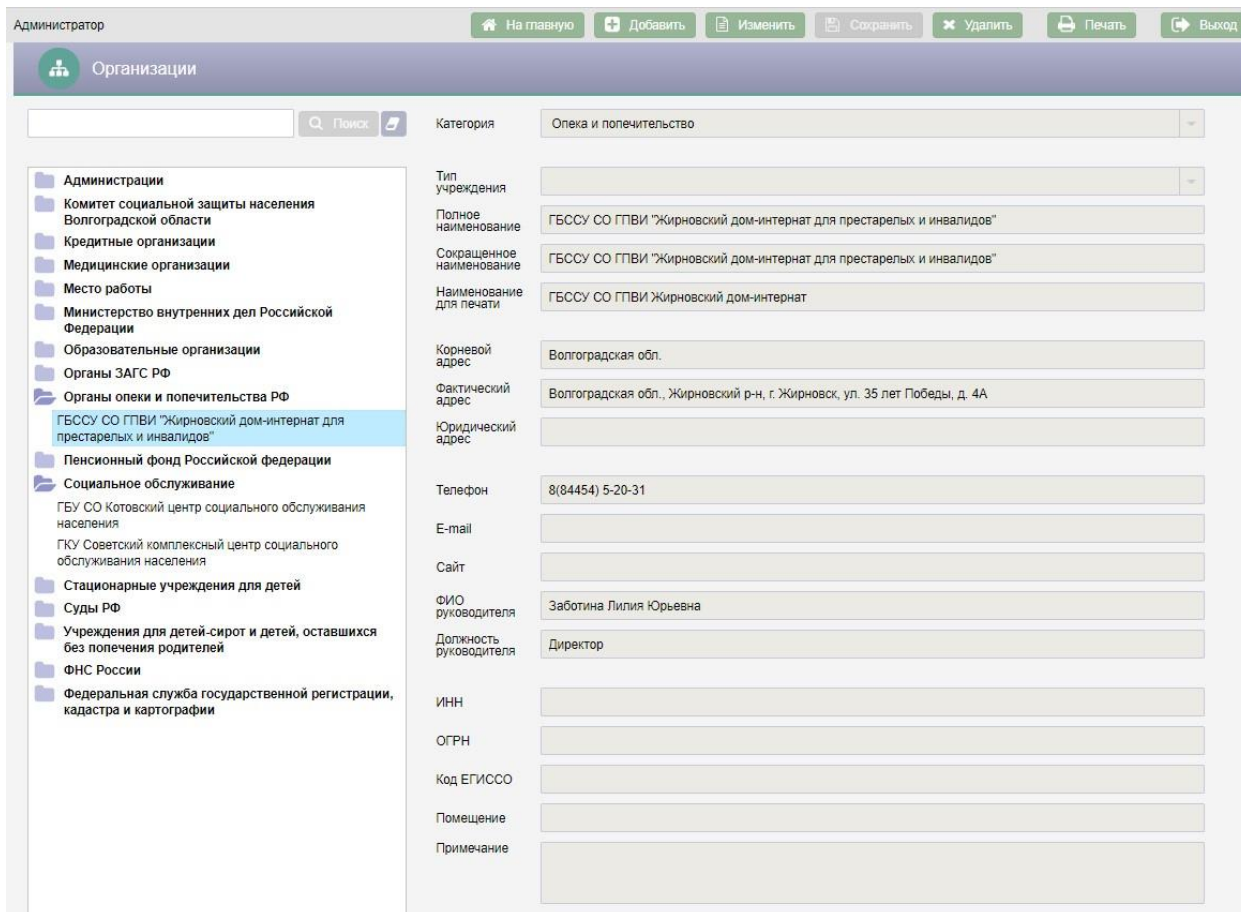 Администратор
На главную
Добавить
Изменить
Сохранить
Удалить
Печать
Выход
Организации
Поиск
Администрации
Комитет социальной защиты населения
Волгоградской области
Кредитные организации
Медицинские организации
Место работы
Министерство внутренних дел Российской
Федерации
Образовательные организации
Органы ЗАГС РФ
Органы опеки и попечительства РФ
ГБССУ СО ГПВИ "Жирновский дом-интернат для
престарелых и инвалидов"
Пенсионный фонд Российской федерации
Социальное обслуживание
ГБУ СО Котовский центр социального обслуживания
населения
ГКУ Советский комплексный центр социального
обслуживания населения
Стационарные учреждения для детей
Суды РФ
Учреждения для детей-сирот и детей, оставшихся
без попечения родителей
ФНС России
Федеральная служба государственной регистрации,
кадастра и картографии
Категория
Опека и попечительство
Тип
учреждения
Полное
наименование
ГБССУ СО ГПВИ "Жирновский дом-интернат для престарелых и инвалидов"
Сокращенное
наименование
ГБССУ СО ГПВИ "Жирновский дом-интернат для престарелых и инвалидов"
Наименование
для печати
ГБССУ СО ГПВИ Жирновский дом-интернат
Корневой
адрес
Волгоградская обл.
Фактический
адрес
Волгоградская обл., Жирновский р-н, г. Жирновск, ул. 35 лет Победы, д. 4А
Юридический
адрес
Телефон
8(84454) 5-20-31
E-mail
Сайт
ФИО
руководителя
Заботина Лилия Юрьевна
Должность
руководителя
Директор
ИНН
ОГРН
Код ЕГИССО
Помещение
Примечание